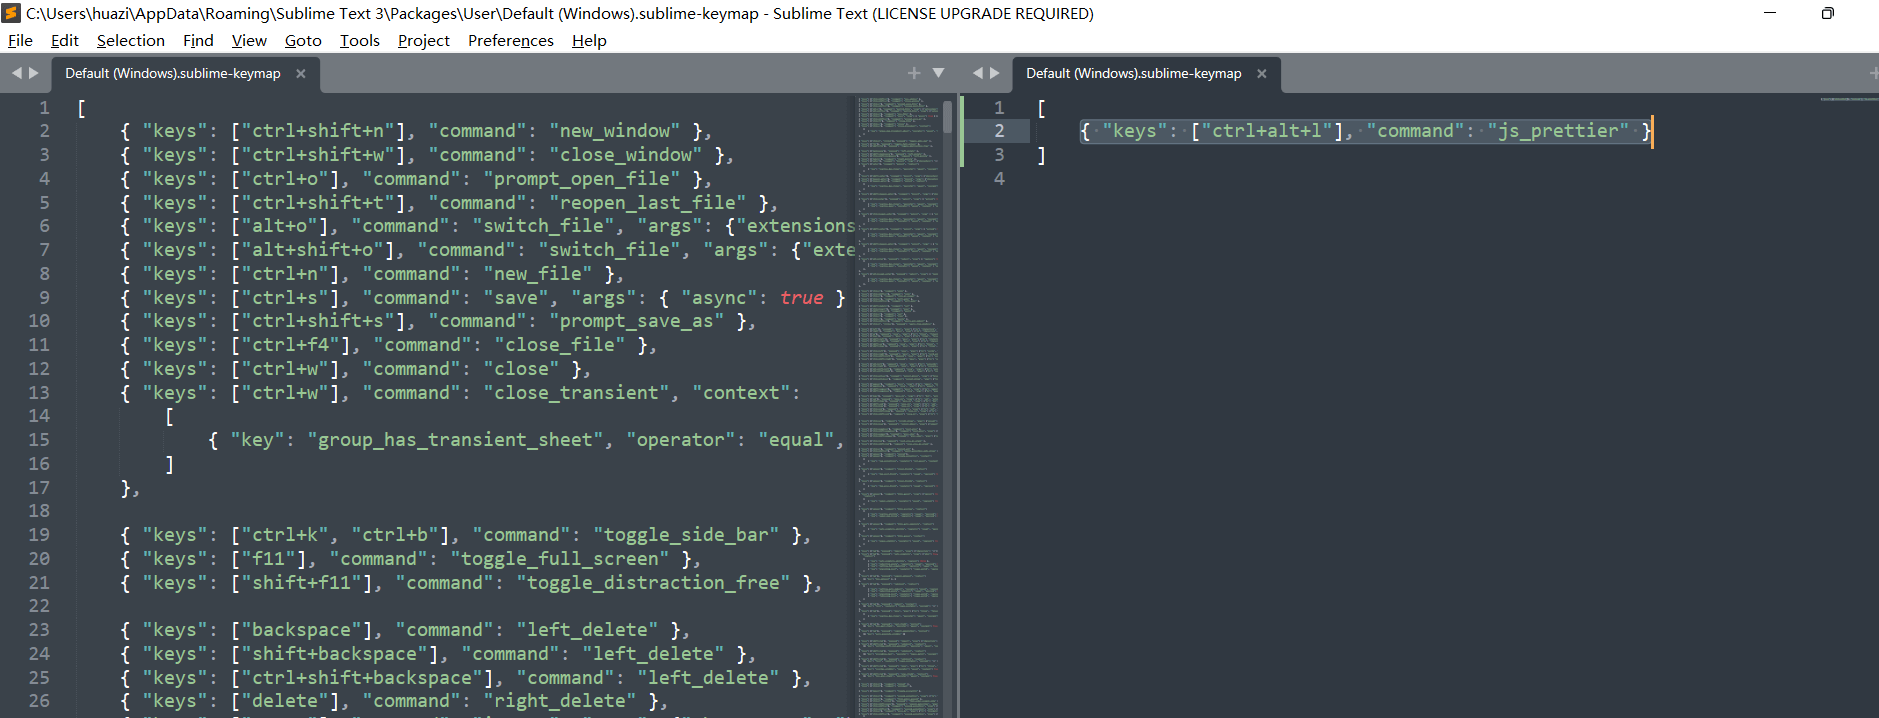 C:\Users\huazi\AppData\Roaming\Sublime Text 3\Packages\User\Default (Windows).sublime-keymap - Sublime Text (LICENSE UPGRADE REQUIRED)
File Edit Selection Find View Goto Tools Project Preferences Help
Default (Windows).sublime-keymap
1 [
2 { "keys": ["ctrl+shift+n"], "command": "new_window" },
3 { "keys": ["ctrl+shift+w"], "command": "close_window" },
4 { "keys": ["ctrl+o"], "command": "prompt_open_file" },
5 { "keys": ["ctrl+shift+t"], "command": "reopen_last_file" },
6 { "keys": ["alt+o"], "command": "switch_file", "args": {"extensions
7 { "keys": ["alt+shift+o"], "command": "switch_file", "args": {"exte
8 { "keys": ["ctrl+n"], "command": "new_file" },
9 { "keys": ["ctrl+s"], "command": "save", "args": { "async": true }
10 { "keys": ["ctrl+shift+s"], "command": "prompt_save_as" },
11 { "keys": ["ctrl+f4"], "command": "close_file" },
12 { "keys": ["ctrl+w"], "command": "close" },
13 { "keys": ["ctrl+w"], "command": "close_transient", "context":
14 [
15 { "key": "group_has_transient_sheet", "operator": "equal",
16 ]
17 },
18
19 { "keys": ["ctrl+k", "ctrl+b"], "command": "toggle_side_bar" },
20 { "keys": ["f11"], "command": "toggle_full_screen" },
21 { "keys": ["shift+f11"], "command": "toggle_distraction_free" },
22
23 { "keys": ["backspace"], "command": "left_delete" },
24 { "keys": ["shift+backspace"], "command": "left_delete" },
25 { "keys": ["ctrl+shift+backspace"], "command": "left_delete" },
26 { "keys": ["delete"], "command": "right_delete" },
Default (Windows).sublime-keymap
1 [
2 { "keys": ["ctrl+alt+l"], "command": "js_prettier" }
3 ]
4